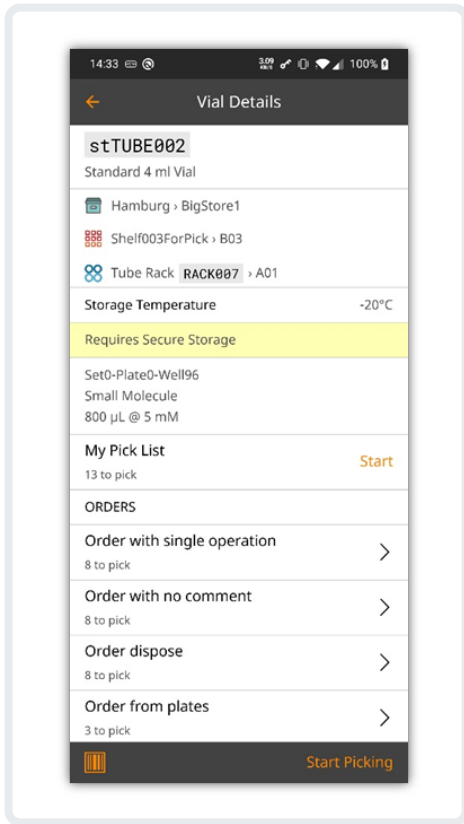 14:33 3.09 KB/S 100%
Vial Details
stTUBE002
Standard 4 ml Vial
Hamburg › BigStore1
Shelf003ForPick › B03
Tube Rack RACK007 › A01
Storage Temperature -20°C
Requires Secure Storage
Set0-Plate0-Well96
Small Molecule
800 µL @ 5 mM
My Pick List
13 to pick
Start
ORDERS
Order with single operation
8 to pick
Order with no comment
8 to pick
Order dispose
8 to pick
Order from plates
3 to pick
Start Picking